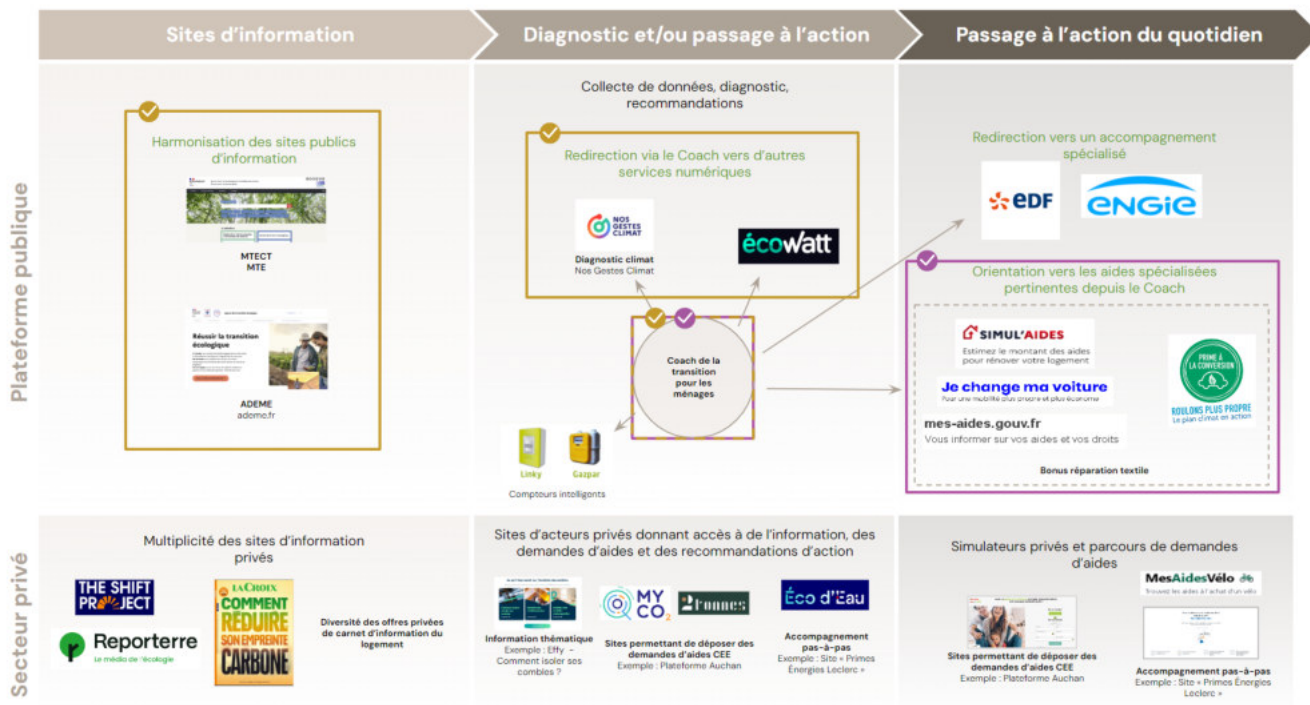 Sites d'information
Diagnostic et/ou passage à l'action
Passage à l'action du quotidien
Plateforme publique
Harmonisation des sites publics
d'information
MTECT
MTE
Réussir la transition
écologique
ADEME
ademe.fr
Collecte de données, diagnostic,
recommandations
Redirection via le Coach vers d'autres
services numériques
NOS
GESTES
CLIMAT
Diagnostic climat
Nos Gestes Climat
écowatt
Coach de la
transition
pour les
ménages
Linky
Gazpar
Compteurs intelligents
Redirection vers un accompagnement
spécialisé
eDF
ENGIE
Orientation vers les aides spécialisées
pertinentes depuis le Coach
SIMUL'AIDES
Estimez le montant des aides
pour rénover votre logement
Je change ma voiture
Pour une mobilité plus propre et plus économe
mes-aides.gouv.fr
Vous informer sur vos aides et vos droits
PRIME À
LA CONVERSION
ROULONS PLUS PROPRE
Le plan climat en action
Bonus réparation textile
Secteur privé
Multiplicité des sites d'information
privés
THE SHIFT
PROJECT
Reporterre
Le média de l'écologie
LA CROIX
COMMENT
RÉDUIRE
SON EMPREINTE
CARBONE
Diversité des offres privées
de carnet d'information du
logement
Sites d'acteurs privés donnant accès à de l'information, des
demandes d'aides et des recommandations d'action
Information thématique
Exemple : Effy -
Comment isoler ses
combles ?
MY
CO2
2tonnes
Sites permettant de déposer des
demandes d'aides CEE
Exemple : Plateforme Auchan
Éco d'Eau
Accompagnement
pas-à-pas
Exemple : Site « Primes
Énergies Leclerc »
Simulateurs privés et parcours de demandes
d'aides
Sites permettant de déposer des
demandes d'aides CEE
Exemple : Plateforme Auchan
MesAidesVélo
Trouvez les aides à l'achat d'un vélo
Accompagnement pas-à-pas
Exemple : Site « Primes Énergies
Leclerc »